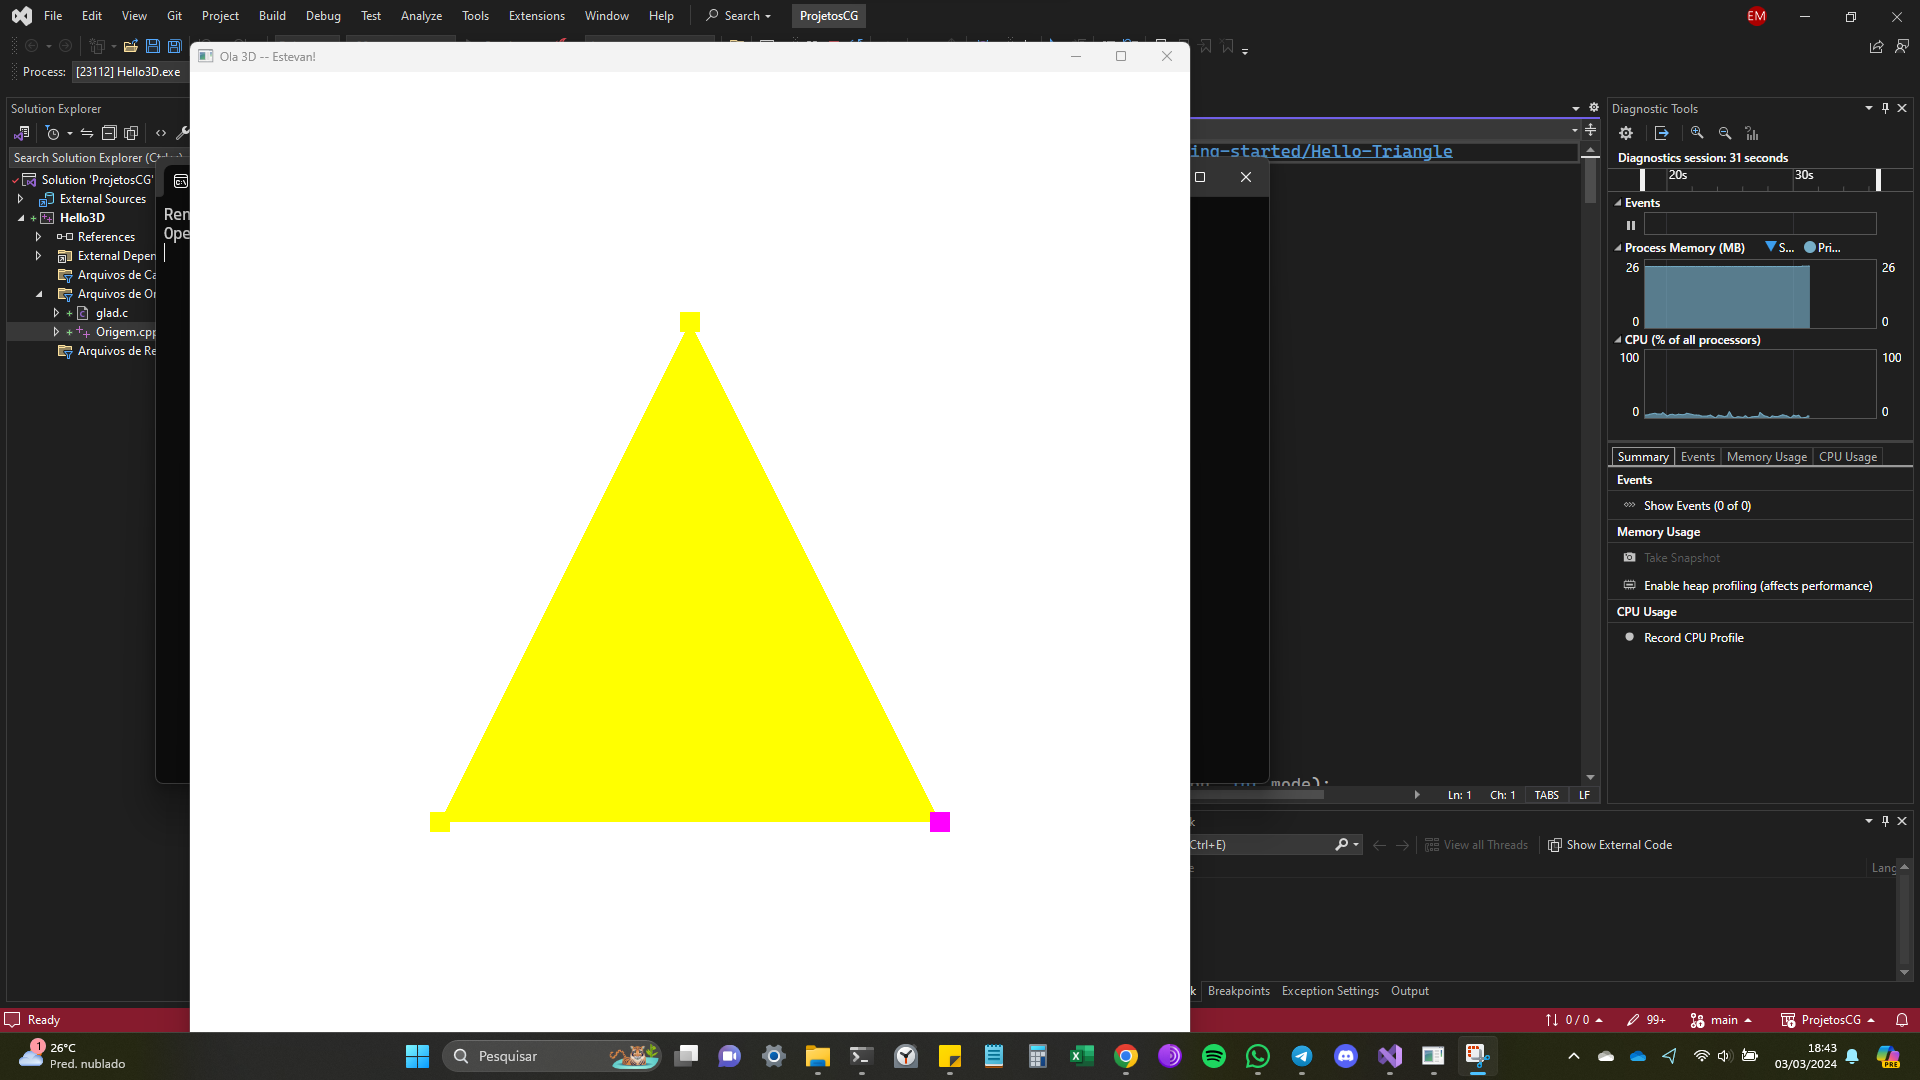 File Edit View Git Project Build Debug Test Analyze Tools Extensions Window Help Search ProjetosCG EM
Process: [23112] Hello3D.exe
Ola 3D -- Estevan!
Solution Explorer
Search Solution Explorer (Ctrl+
Solution 'ProjetosCG'
External Sources
Hello3D
References
External Depen
Arquivos de Ca
Arquivos de Or
glad.c
Origem.cpp
Arquivos de Re
Ren
Ope
ing-started/Hello-Triangle
mode);
Ln: 1 Ch: 1 TABS LF
Diagnostic Tools
Diagnostics session: 31 seconds
20s 30s
Events
Process Memory (MB) S... Pri...
26 26
0 0
CPU (% of all processors)
100 100
0 0
Summary Events Memory Usage CPU Usage
Events
Show Events (0 of 0)
Memory Usage
Take Snapshot
Enable heap profiling (affects performance)
CPU Usage
Record CPU Profile
k
Ctrl+E) View all Threads Show External Code
e Lang
k Breakpoints Exception Settings Output
Ready 0 / 0 99+ main ProjetosCG
1 26°C
Pred. nublado
Pesquisar
PRE
18:43
03/03/2024